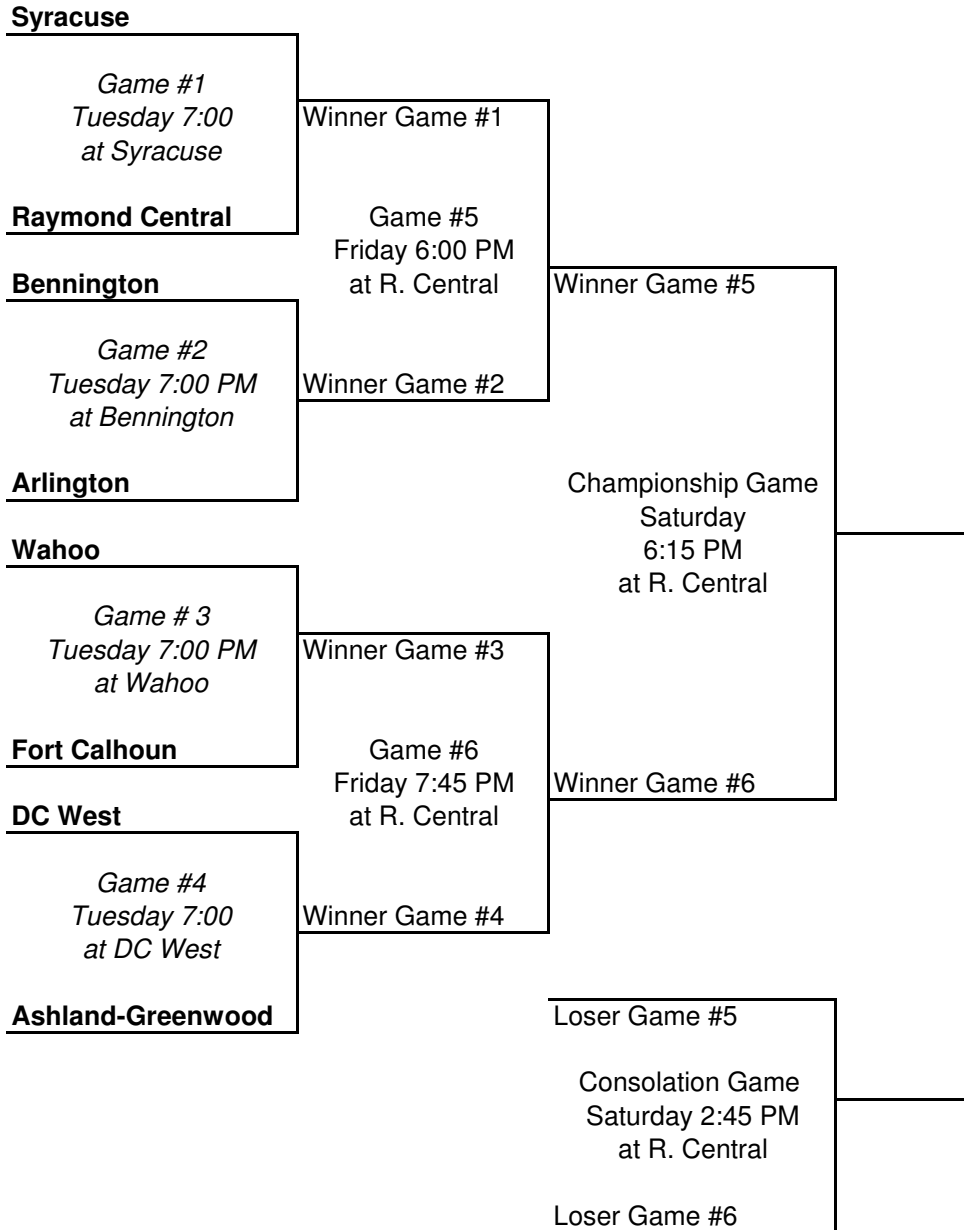 Syracuse
Game #1
Tuesday 7:00
at Syracuse
Raymond Central
Bennington
Game #2
Tuesday 7:00 PM
at Bennington
Arlington
Wahoo
Game # 3
Tuesday 7:00 PM
at Wahoo
Fort Calhoun
DC West
Game #4
Tuesday 7:00
at DC West
Ashland-Greenwood
Winner Game #1
Game #5
Friday 6:00 PM
at R. Central
Winner Game #2
Winner Game #3
Game #6
Friday 7:45 PM
at R. Central
Winner Game #4
Winner Game #5
Championship Game
Saturday
6:15 PM
at R. Central
Winner Game #6
Loser Game #5
Consolation Game
Saturday 2:45 PM
at R. Central
Loser Game #6